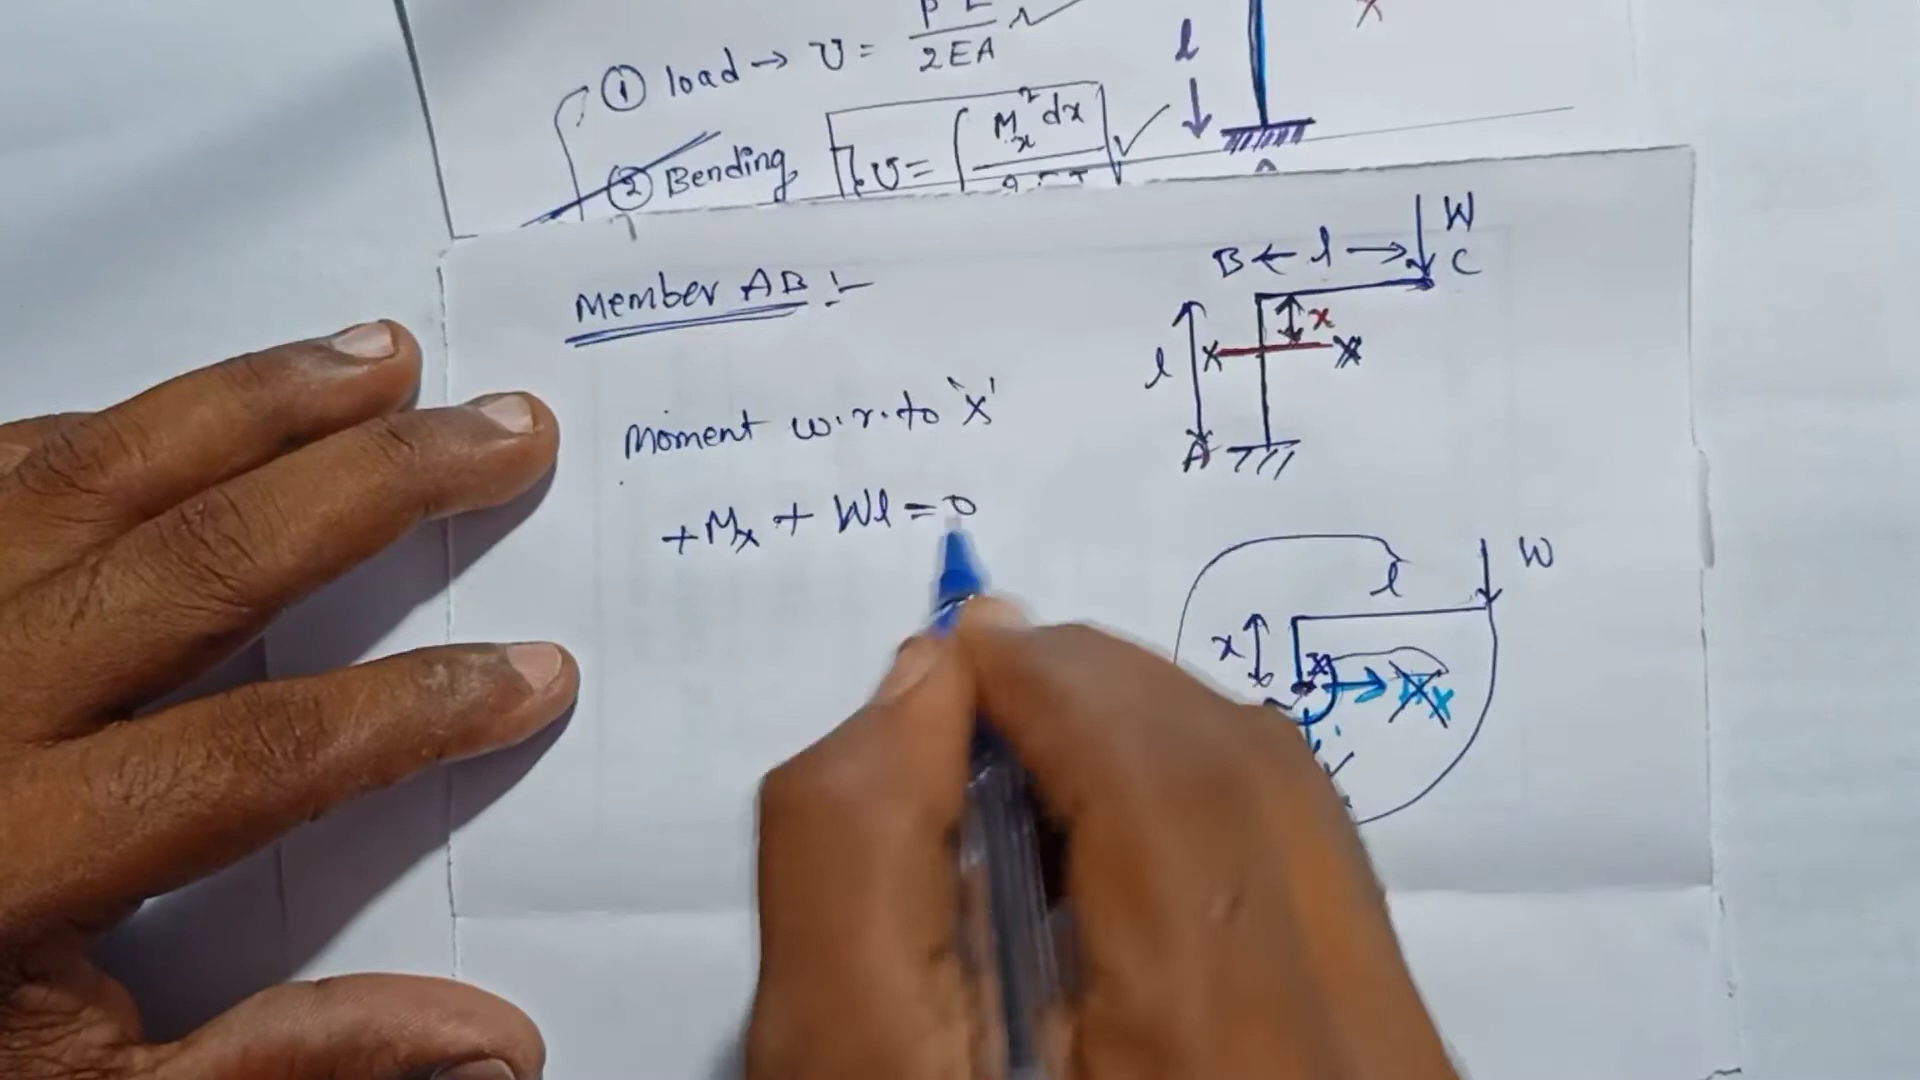 ① load → U = P²L / 2EA
l
X
② Bending U = ∫ Mx² dx
Member AB :-
W
B ← l → C
x
X X
l
A
Moment w.r.to 'X'
+Mx + Wl = 0
W
l
x
X
x